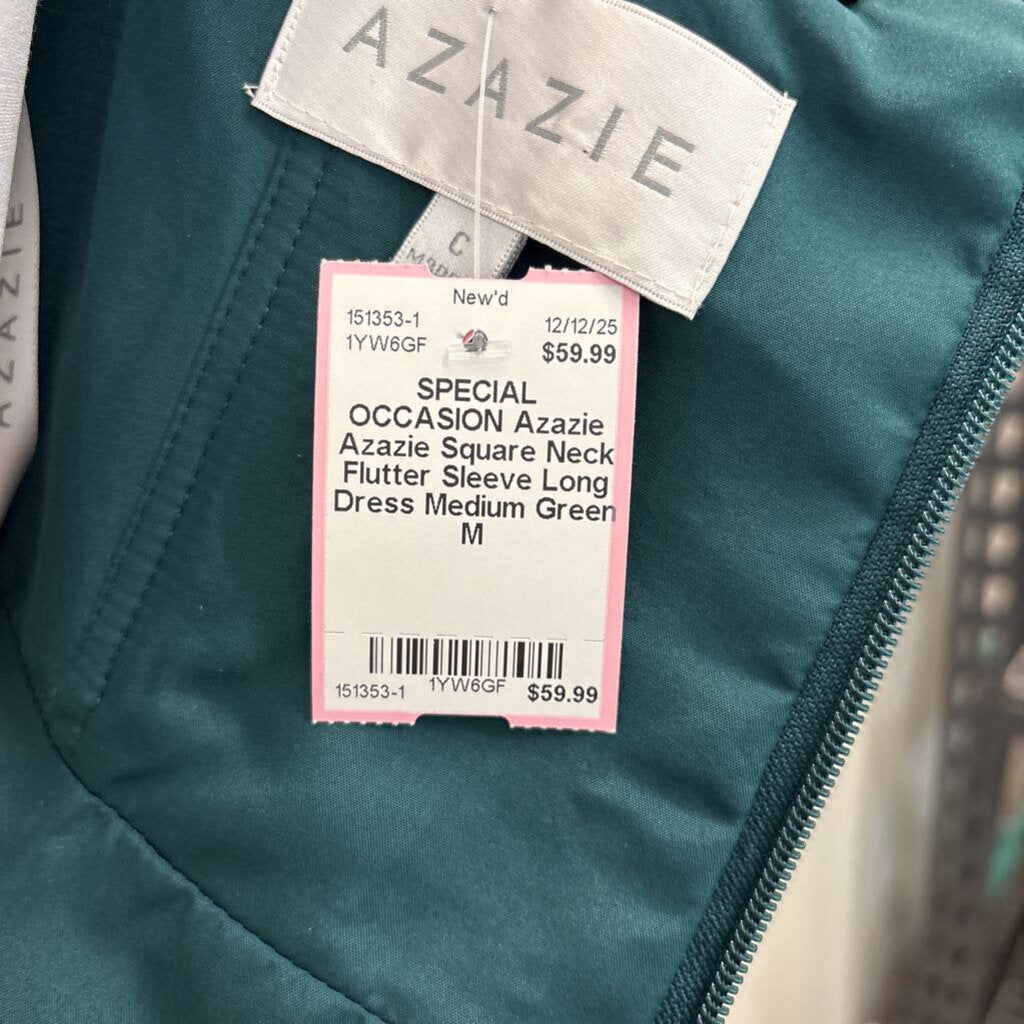 AZAZIE
C
AZAZIE
New'd
151353-1 12/12/25
1YW6GF $59.99
SPECIAL
OCCASION Azazie
Azazie Square Neck
Flutter Sleeve Long
Dress Medium Green
M
151353-1 1YW6GF $59.99